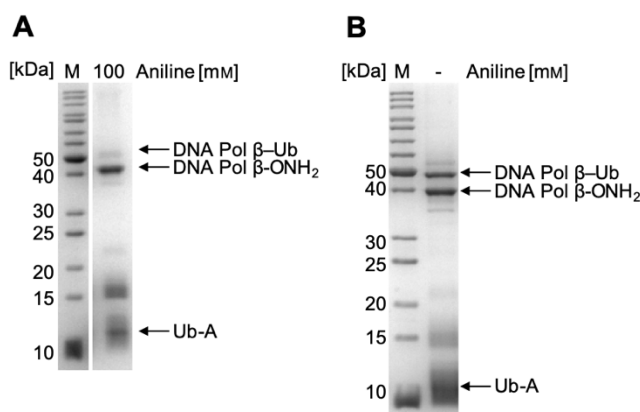 A
[kDa] M 100 Aniline [mM]
DNA Pol β–Ub
DNA Pol β-ONH₂
50
40
30
25
20
15
10
Ub-A
B
[kDa] M - Aniline [mM]
DNA Pol β–Ub
DNA Pol β-ONH₂
50
40
30
25
20
15
10
Ub-A